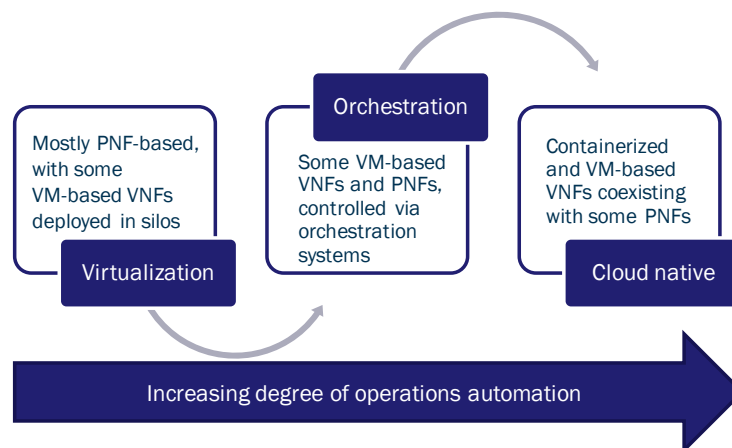 Mostly PNF-based,
with some
VM-based VNFs
deployed in silos
Virtualization
Orchestration
Some VM-based
VNFs and PNFs,
controlled via
orchestration
systems
Containerized
and VM-based
VNFs coexisting
with some PNFs
Cloud native
Increasing degree of operations automation